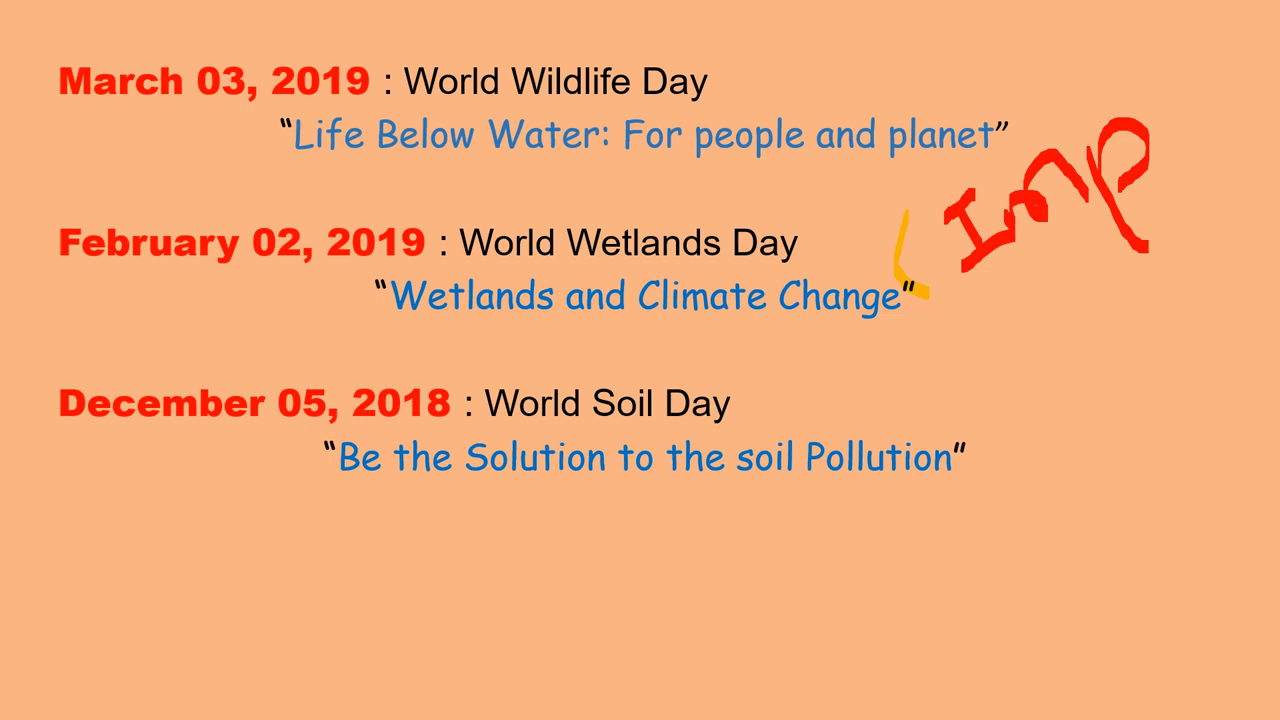 March 03, 2019 : World Wildlife Day
“Life Below Water: For people and planet”
Imp
February 02, 2019 : World Wetlands Day
“Wetlands and Climate Change”
December 05, 2018 : World Soil Day
“Be the Solution to the soil Pollution”